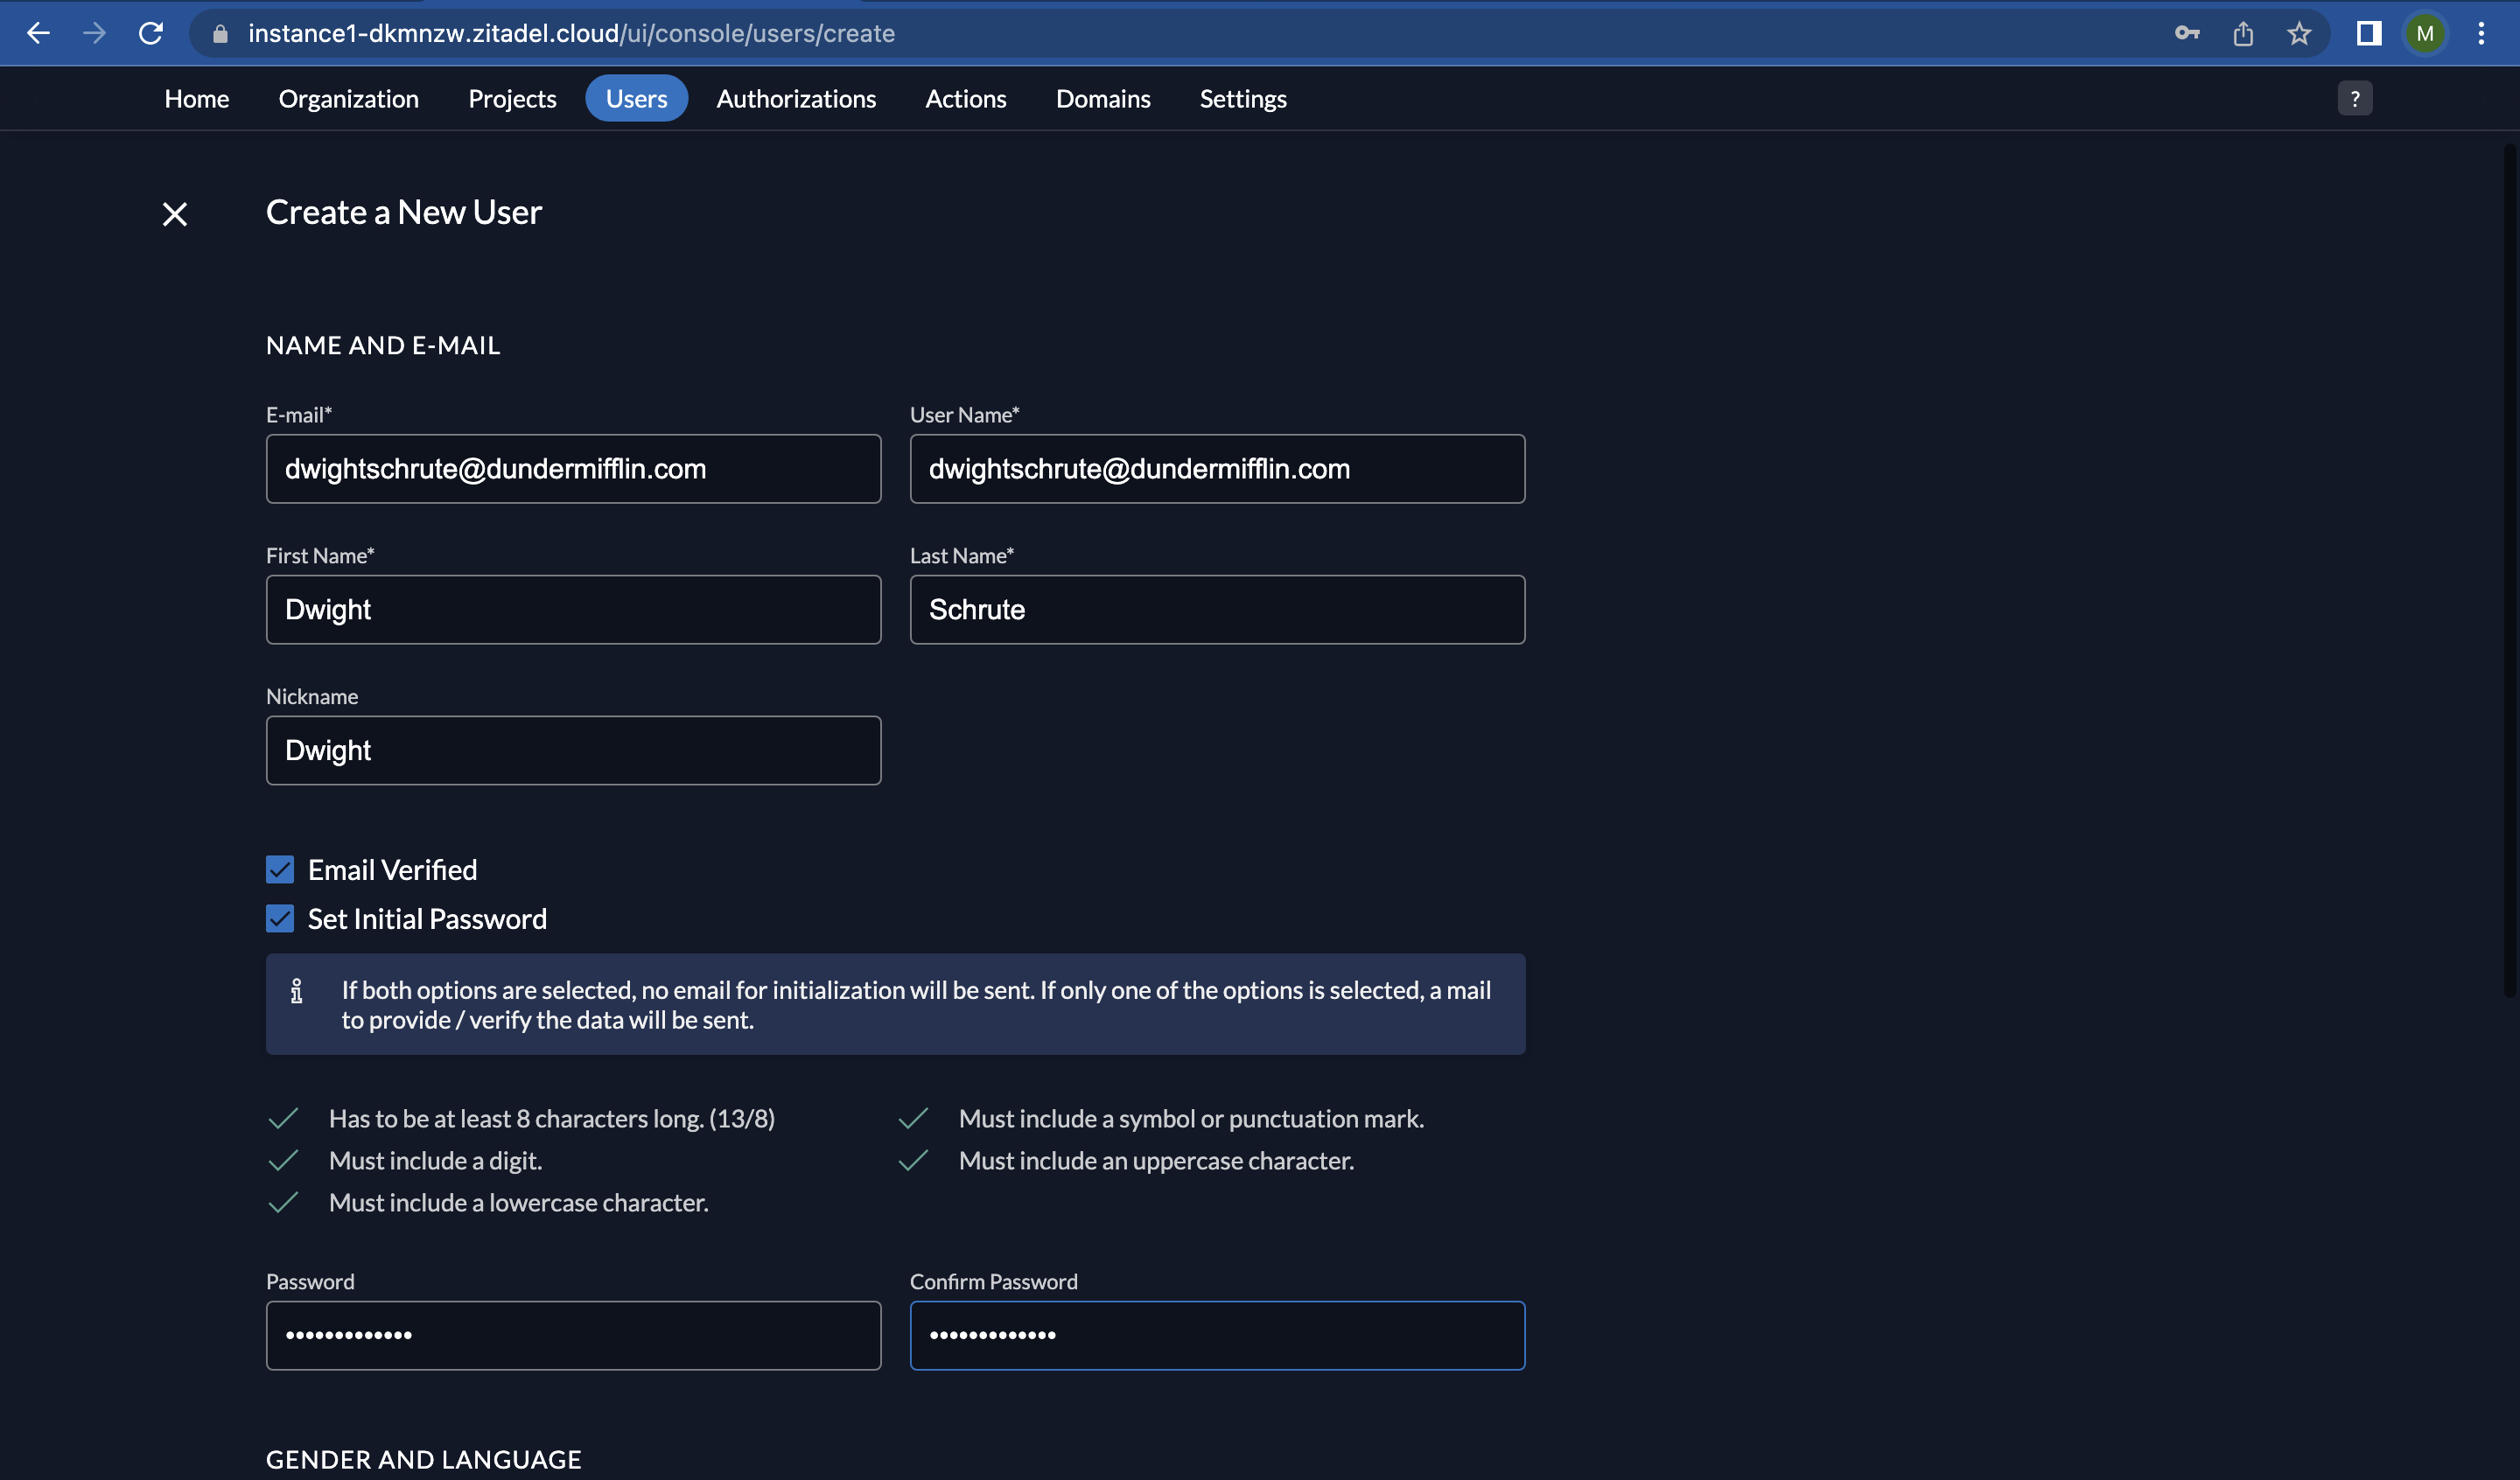 instance1-dkmnzw.zitadel.cloud/ui/console/users/create
M
Home Organization Projects Users Authorizations Actions Domains Settings ?
Create a New User
NAME AND E-MAIL
E-mail* User Name*
dwightschrute@dundermifflin.com dwightschrute@dundermifflin.com
First Name* Last Name*
Dwight Schrute
Nickname
Dwight
Email Verified
Set Initial Password
If both options are selected, no email for initialization will be sent. If only one of the options is selected, a mail
to provide / verify the data will be sent.
Has to be at least 8 characters long. (13/8) Must include a symbol or punctuation mark.
Must include a digit. Must include an uppercase character.
Must include a lowercase character.
Password Confirm Password
••••••••••••• •••••••••••••
GENDER AND LANGUAGE